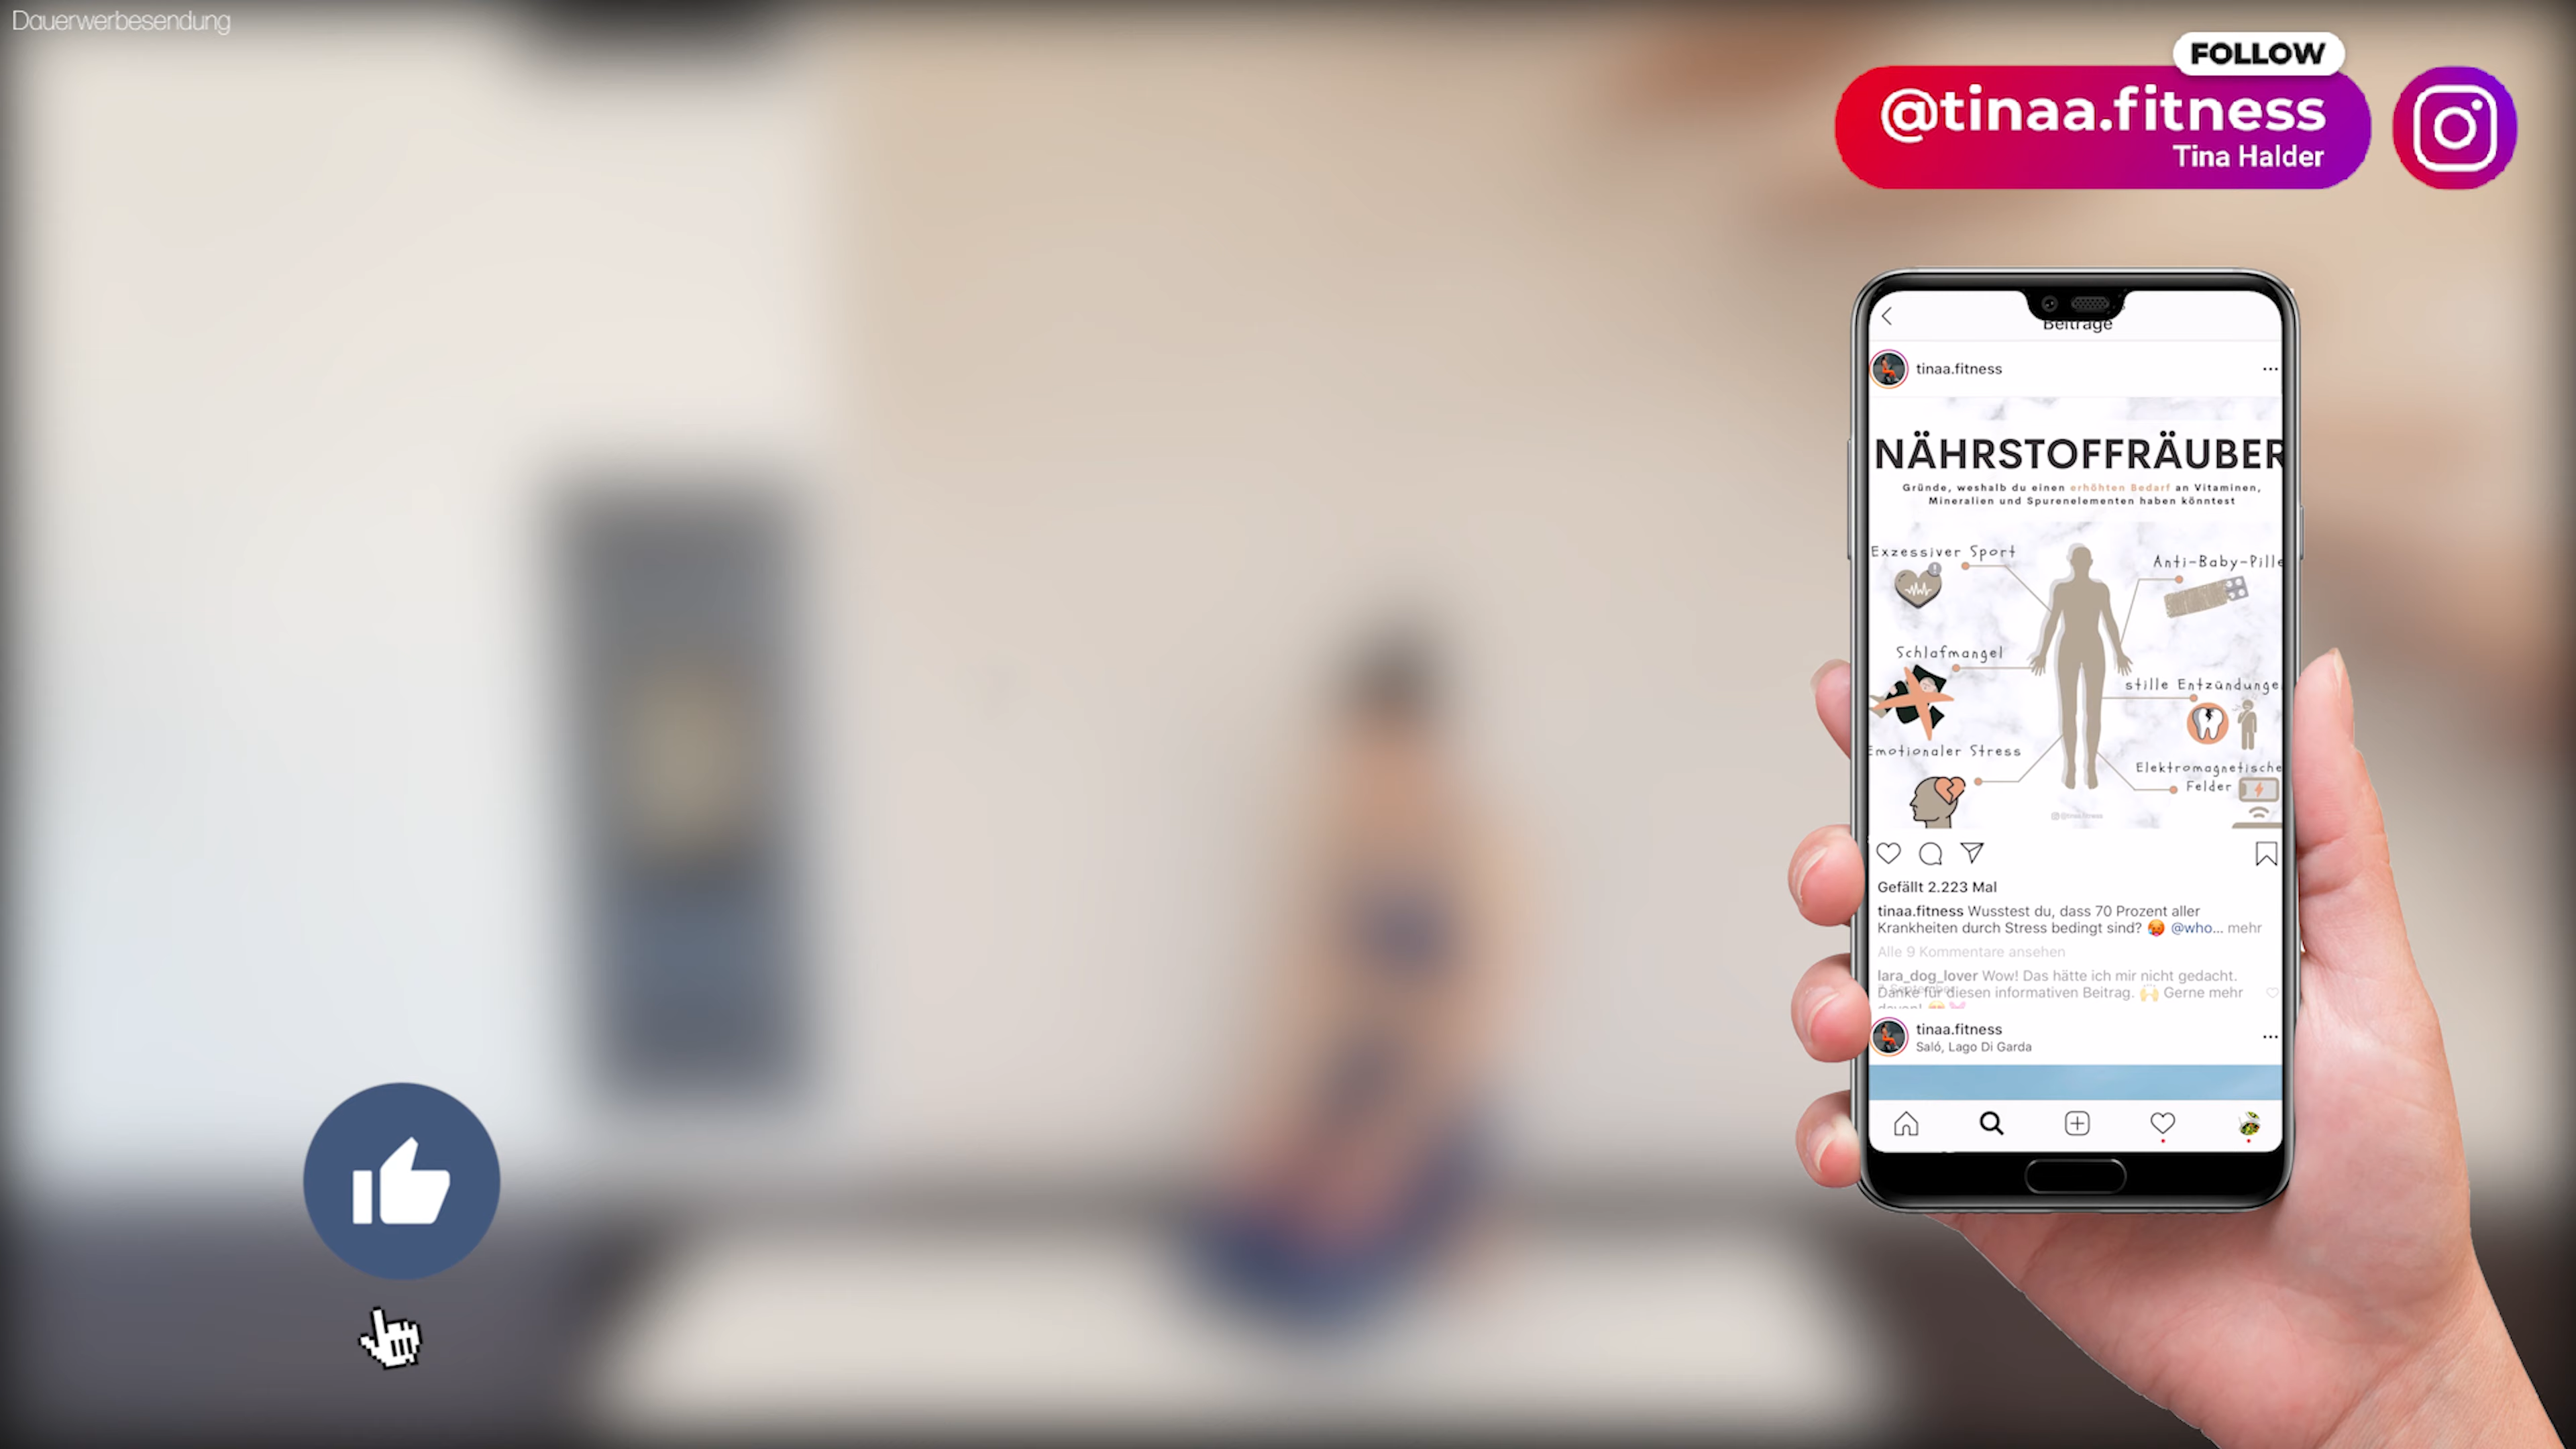 Dauerwerbesendung
FOLLOW
@tinaa.fitness
Tina Halder
Beiträge
tinaa.fitness
NÄHRSTOFFRÄUBER
Gründe, weshalb du einen erhöhten Bedarf an Vitaminen,
Mineralien und Spurenelementen haben könntest
Exzessiver Sport
Anti-Baby-Pille
Schlafmangel
stille Entzündunge
Emotionaler Stress
Elektromagnetische
Felder
@tinaa.fitness
Gefällt 2.223 Mal
tinaa.fitness Wusstest du, dass 70 Prozent aller
Krankheiten durch Stress bedingt sind? 🥵 @who... mehr
Alle 9 Kommentare ansehen
lara_dog_lover Wow! Das hätte ich mir nicht gedacht.
Danke für diesen informativen Beitrag. 🙌 Gerne mehr
tinaa.fitness
Saló, Lago Di Garda